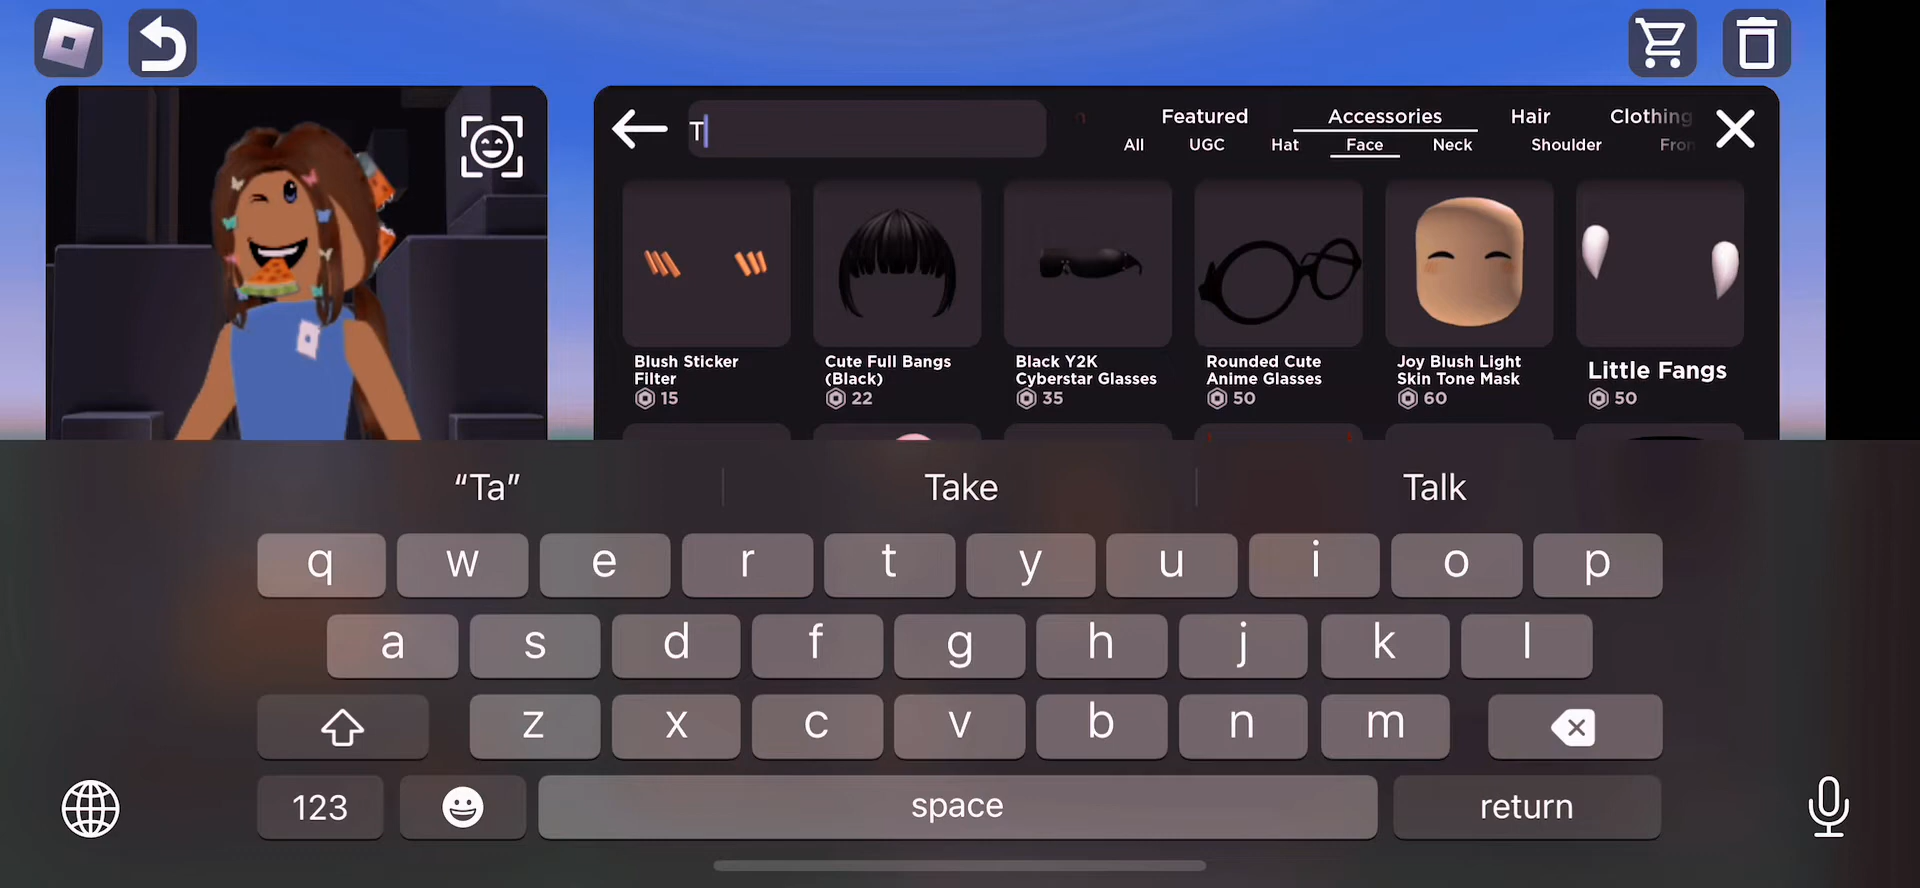 T
Featured Accessories Hair Clothing
All UGC Hat Face Neck Shoulder Fron
Blush Sticker
Filter
15
Cute Full Bangs
(Black)
22
Black Y2K
Cyberstar Glasses
35
Rounded Cute
Anime Glasses
50
Joy Blush Light
Skin Tone Mask
60
Little Fangs
50
“Ta” Take Talk
q w e r t y u i o p
a s d f g h j k l
z x c v b n m
123 space return